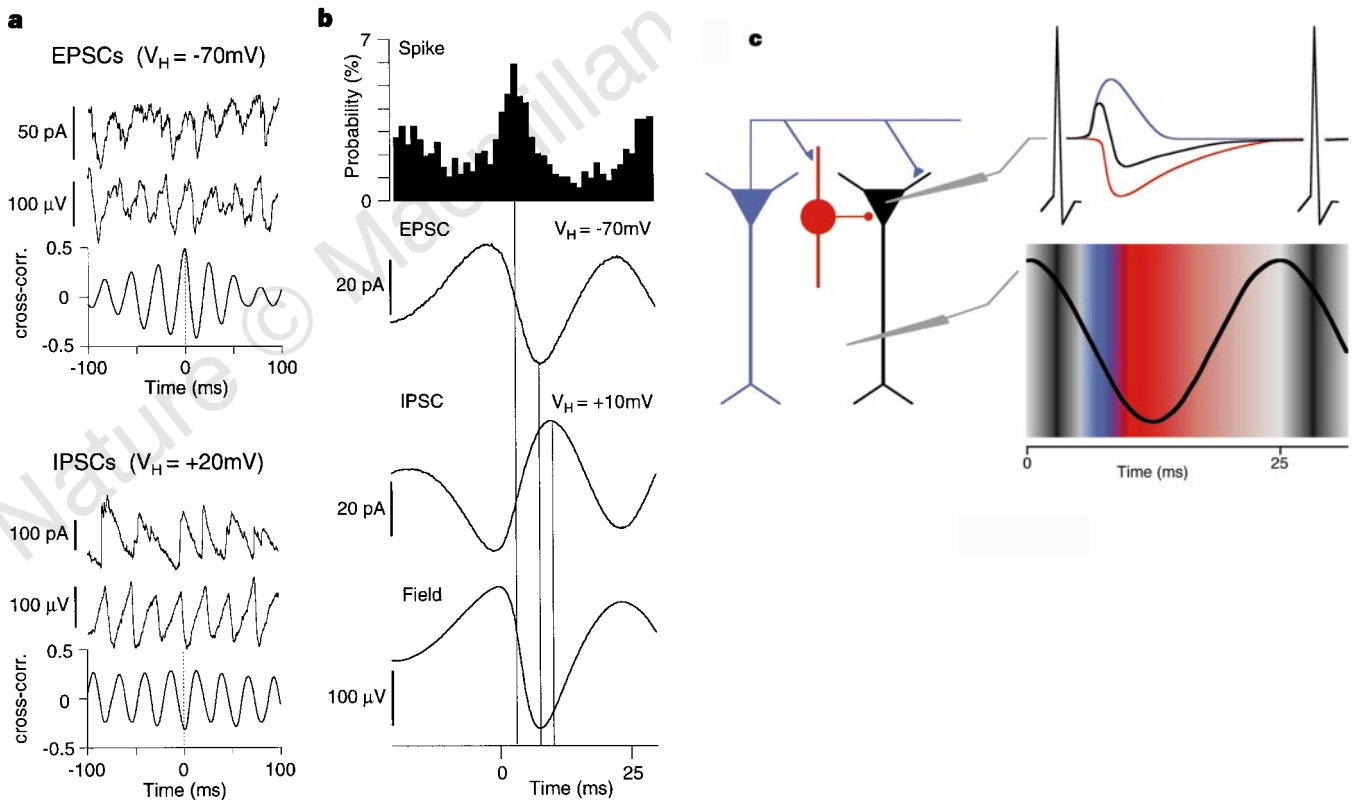 a
EPSCs (V_H = -70mV)
50 pA
100 µV
0.5
0
-0.5
cross-corr.
-100 0 100
Time (ms)
IPSCs (V_H = +20mV)
100 pA
100 µV
0.5
0
-0.5
cross-corr.
-100 0 100
Time (ms)
b
7
Spike
Probability (%)
0
EPSC V_H = -70mV
20 pA
IPSC V_H = +10mV
20 pA
Field
100 µV
0 25
Time (ms)
c
0 25
Time (ms)
Nature © Macmillan